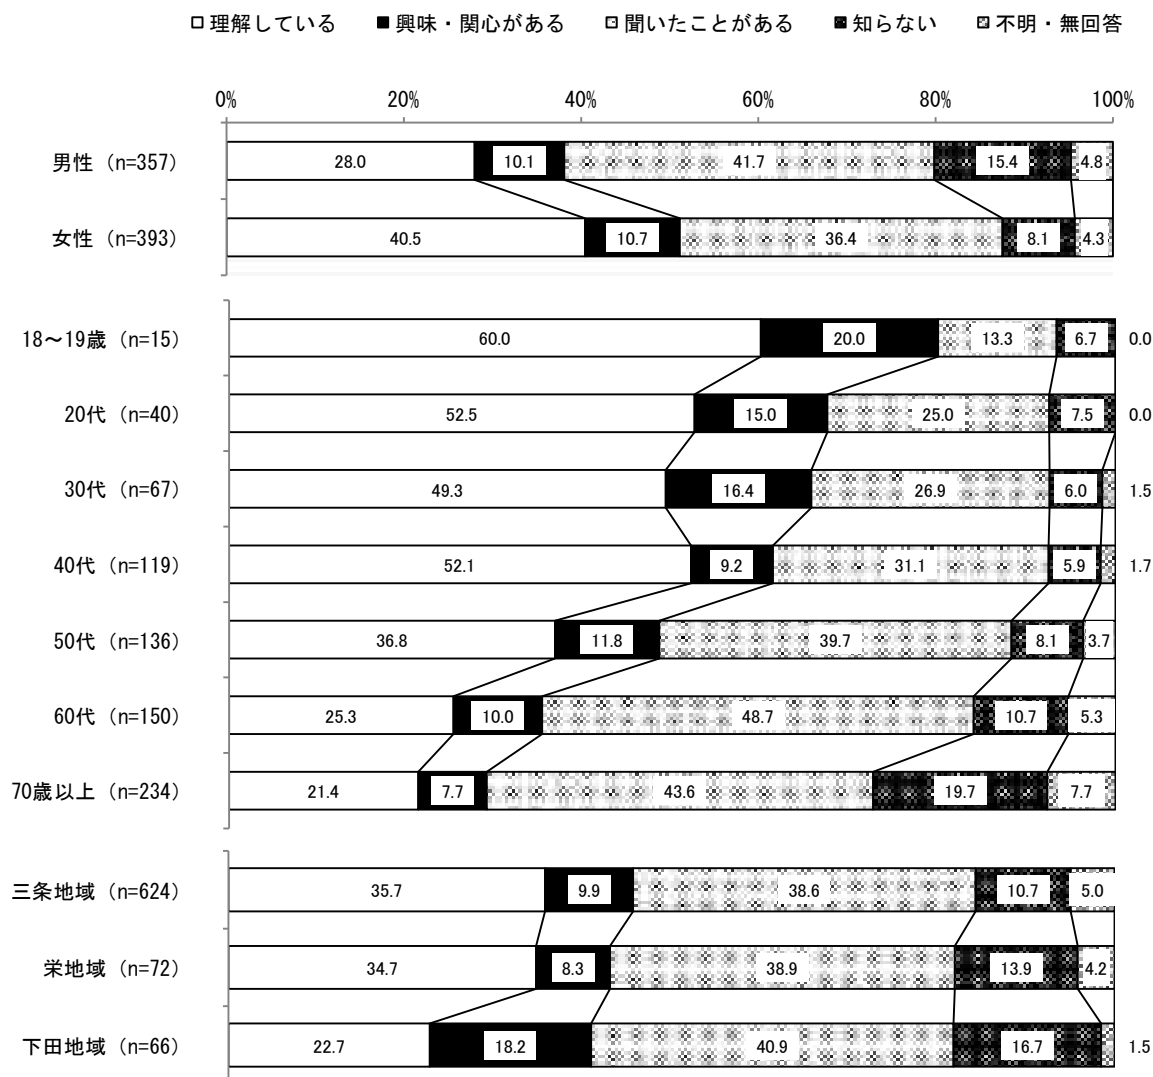 理解している 興味・関心がある 聞いたことがある 知らない 不明・無回答
0% 20% 40% 60% 80% 100%
男性（n=357） 28.0 10.1 41.7 15.4 4.8
女性（n=393） 40.5 10.7 36.4 8.1 4.3
18～19歳（n=15） 60.0 20.0 13.3 6.7 0.0
20代（n=40） 52.5 15.0 25.0 7.5 0.0
30代（n=67） 49.3 16.4 26.9 6.0 1.5
40代（n=119） 52.1 9.2 31.1 5.9 1.7
50代（n=136） 36.8 11.8 39.7 8.1 3.7
60代（n=150） 25.3 10.0 48.7 10.7 5.3
70歳以上（n=234） 21.4 7.7 43.6 19.7 7.7
三条地域（n=624） 35.7 9.9 38.6 10.7 5.0
栄地域（n=72） 34.7 8.3 38.9 13.9 4.2
下田地域（n=66） 22.7 18.2 40.9 16.7 1.5